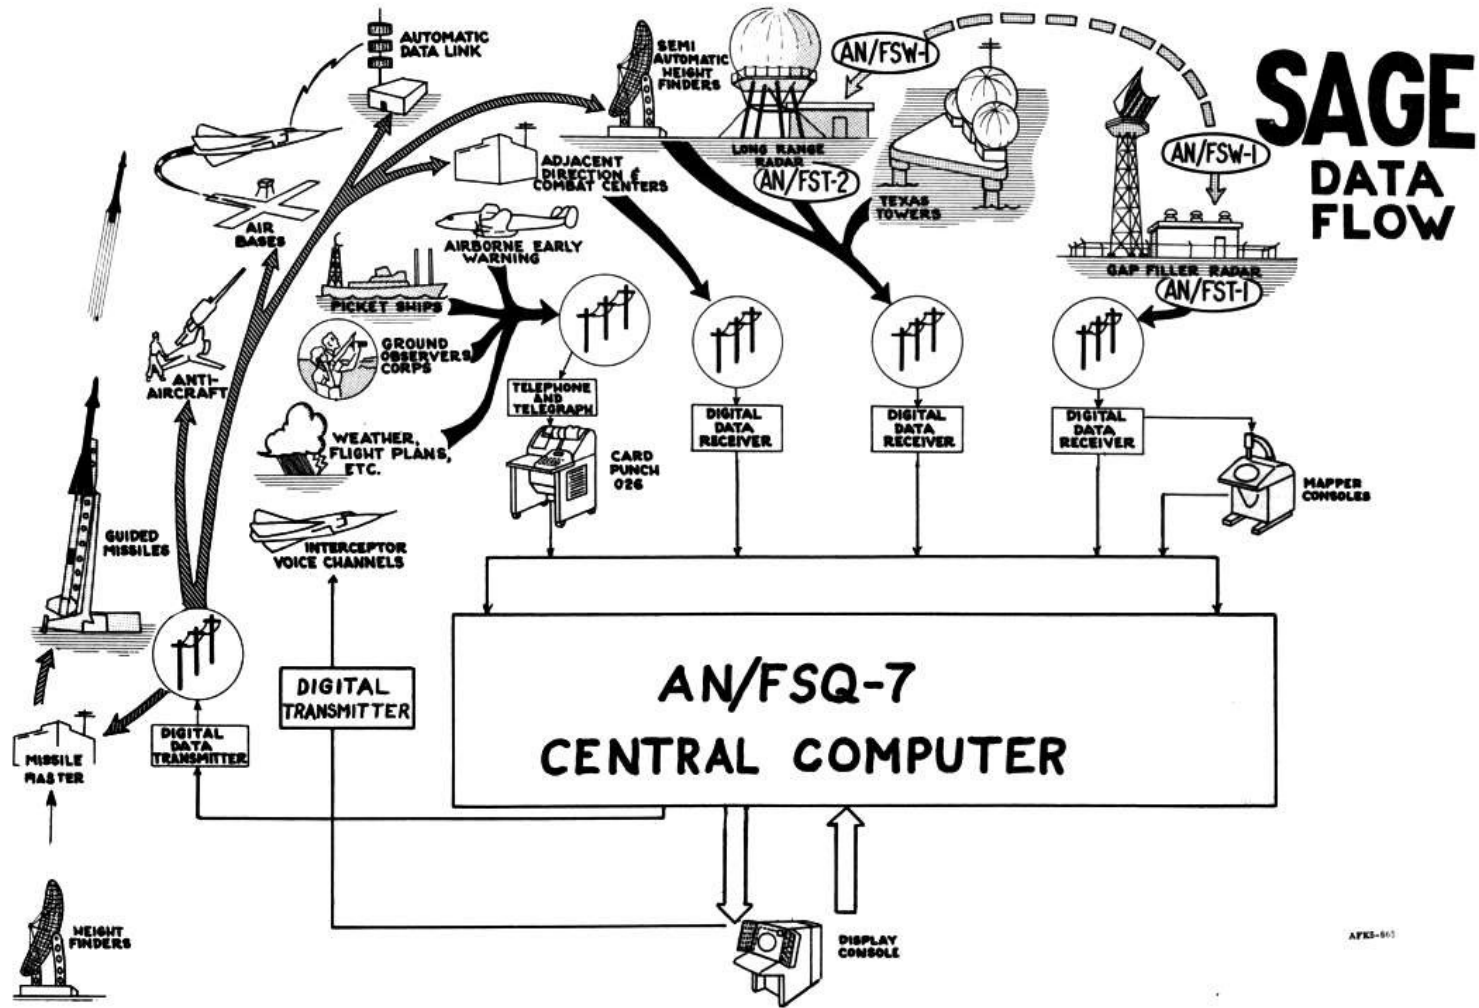 SAGE
DATA
FLOW
AUTOMATIC
DATA LINK
SEMI
AUTOMATIC
HEIGHT
FINDERS
AN/FSW-1
LONG RANGE
RADAR
AN/FST-2
TEXAS
TOWERS
AN/FSW-1
GAP FILLER RADAR
AN/FST-1
ADJACENT
DIRECTION &
COMBAT CENTERS
AIR
BASES
AIRBORNE EARLY
WARNING
PICKET SHIPS
GROUND
OBSERVERS
CORPS
ANTI-
AIRCRAFT
WEATHER,
FLIGHT PLANS,
ETC.
TELEPHONE
AND
TELEGRAPH
CARD
PUNCH
026
DIGITAL
DATA
RECEIVER
DIGITAL
DATA
RECEIVER
DIGITAL
DATA
RECEIVER
MAPPER
CONSOLES
GUIDED
MISSILES
INTERCEPTOR
VOICE CHANNELS
DIGITAL
TRANSMITTER
AN/FSQ-7
CENTRAL COMPUTER
DIGITAL
DATA
TRANSMITTER
MISSILE
MASTER
HEIGHT
FINDERS
DISPLAY
CONSOLE